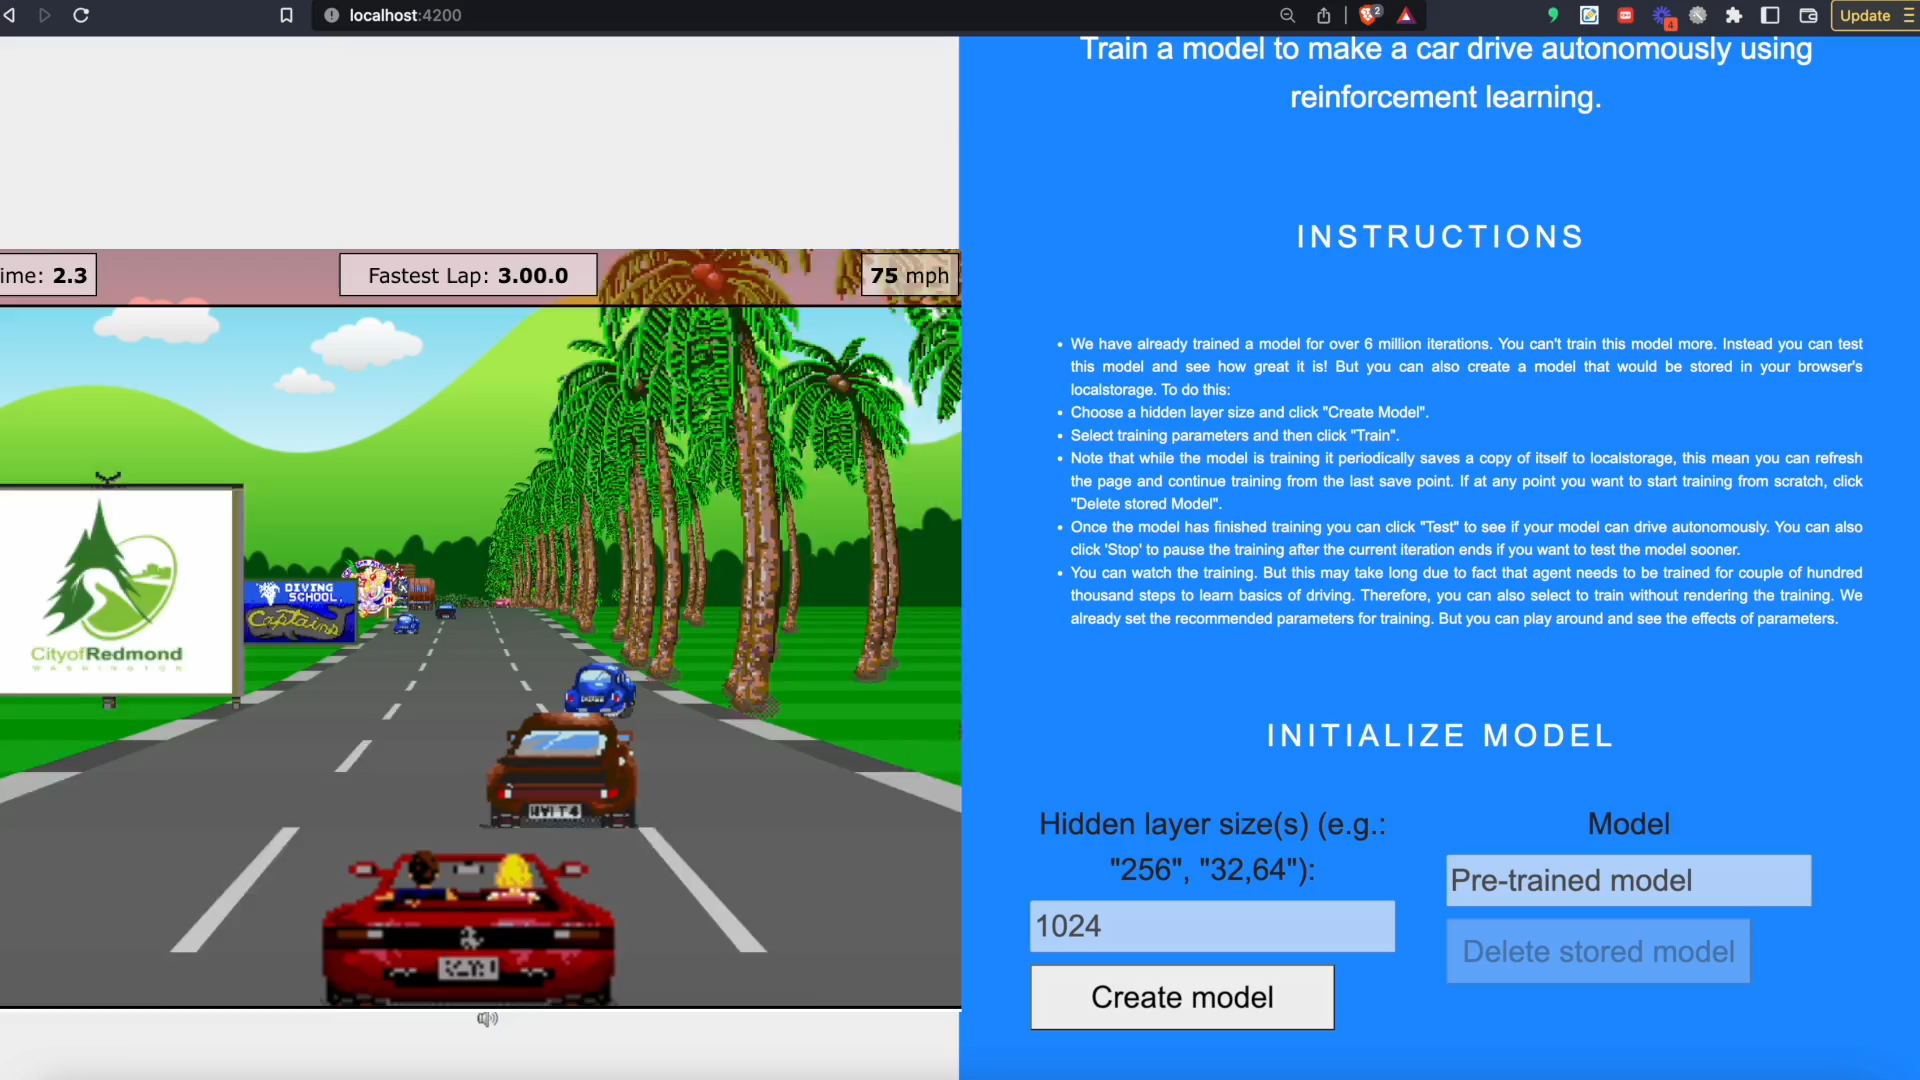 localhost:4200
2
4
Update
Train a model to make a car drive autonomously using
reinforcement learning.
INSTRUCTIONS
ime: 2.3
Fastest Lap: 3.00.0
75 mph
• We have already trained a model for over 6 million iterations. You can't train this model more. Instead you can test
this model and see how great it is! But you can also create a model that would be stored in your browser's
localstorage. To do this:
• Choose a hidden layer size and click "Create Model".
• Select training parameters and then click "Train".
• Note that while the model is training it periodically saves a copy of itself to localstorage, this mean you can refresh
the page and continue training from the last save point. If at any point you want to start training from scratch, click
"Delete stored Model".
• Once the model has finished training you can click "Test" to see if your model can drive autonomously. You can also
click 'Stop' to pause the training after the current iteration ends if you want to test the model sooner.
• You can watch the training. But this may take long due to fact that agent needs to be trained for couple of hundred
thousand steps to learn basics of driving. Therefore, you can also select to train without rendering the training. We
already set the recommended parameters for training. But you can play around and see the effects of parameters.
DIVING
SCHOOL.
Captains
CityofRedmond
WASHINGTON
INITIALIZE MODEL
Hidden layer size(s) (e.g.:
"256", "32,64"):
1024
Create model
Model
Pre-trained model
Delete stored model